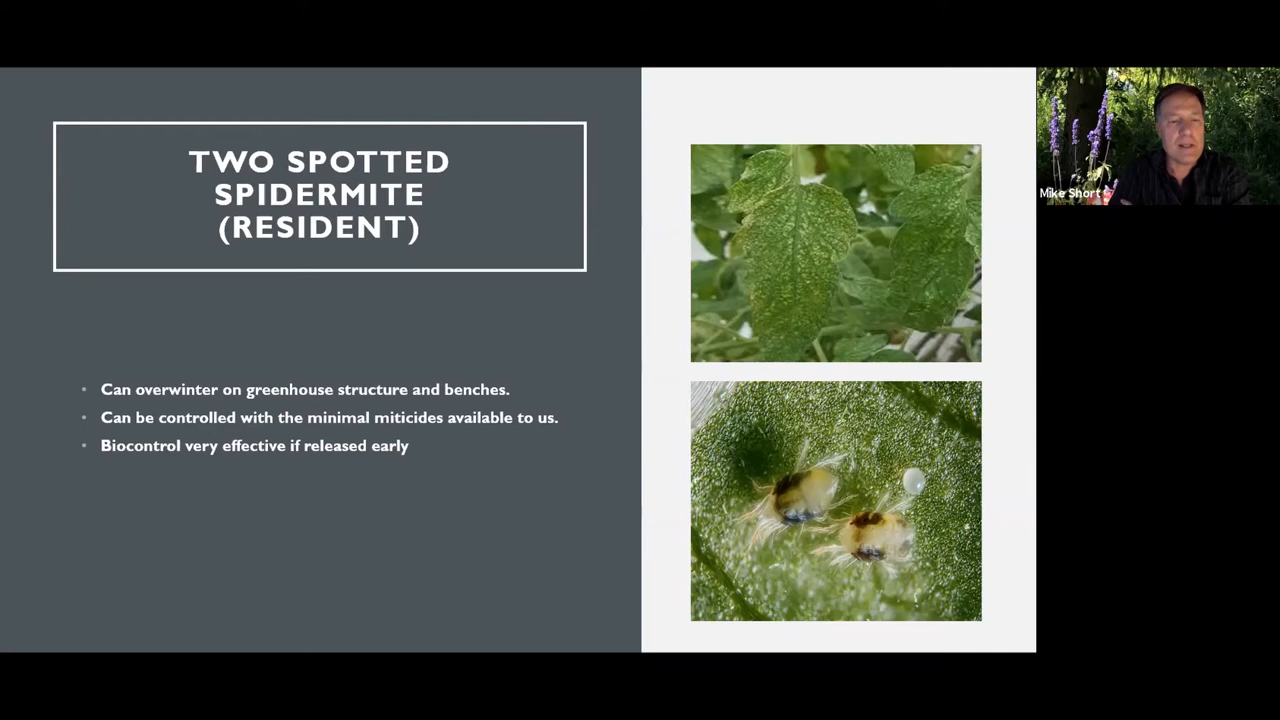 TWO SPOTTED
SPIDERMITE
(RESIDENT)
• Can overwinter on greenhouse structure and benches.
• Can be controlled with the minimal miticides available to us.
• Biocontrol very effective if released early
Mike Short